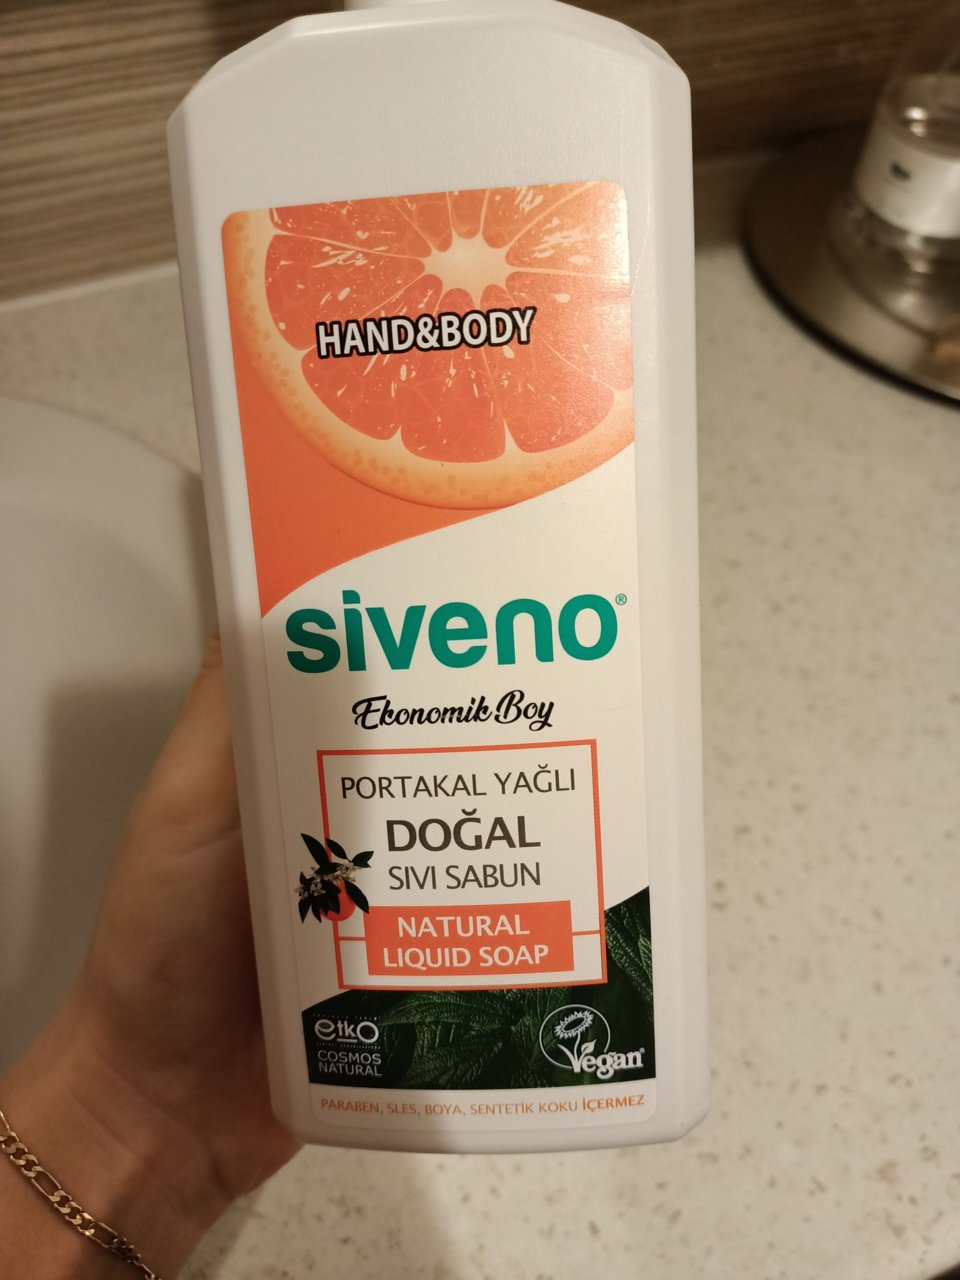 HAND&BODY
siveno®
Ekonomik Boy
PORTAKAL YAĞLI
DOĞAL
SIVI SABUN
NATURAL
LIQUID SOAP
etko
COSMOS
NATURAL
Vegan
PARABEN, SLES, BOYA, SENTETİK KOKU İÇERMEZ